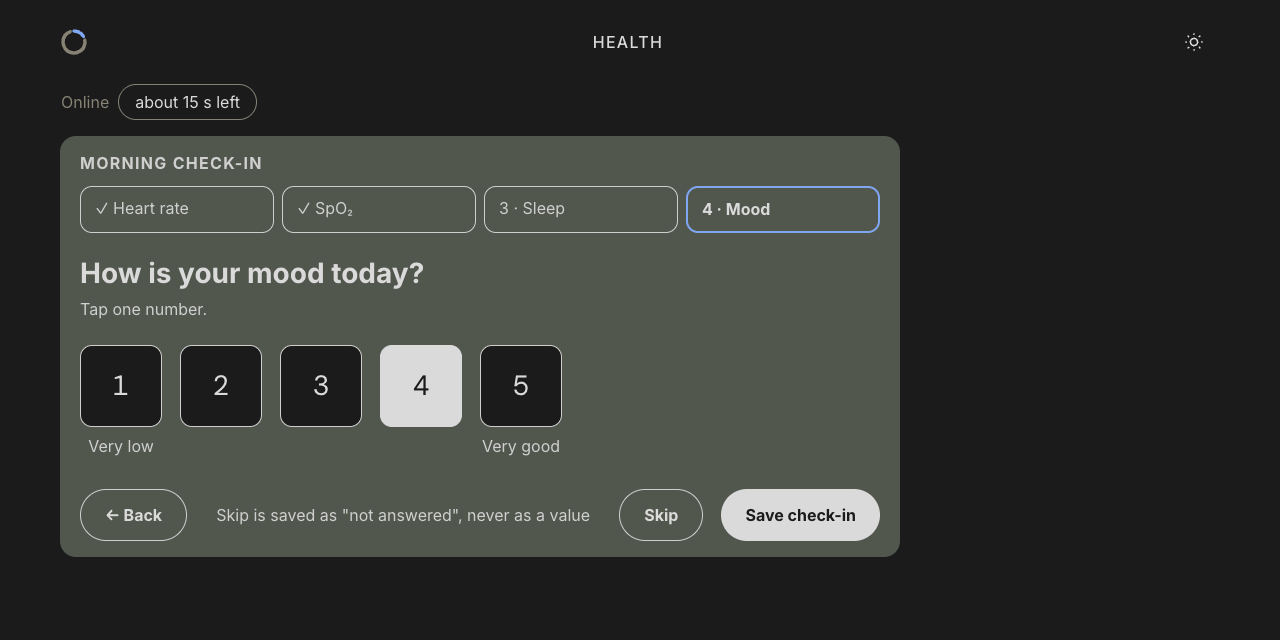 HEALTH
Online about 15 s left
MORNING CHECK-IN
✓ Heart rate ✓ SpO₂ 3 · Sleep 4 · Mood
How is your mood today?
Tap one number.
1 2 3 4 5
Very low Very good
← Back Skip is saved as "not answered", never as a value Skip Save check-in